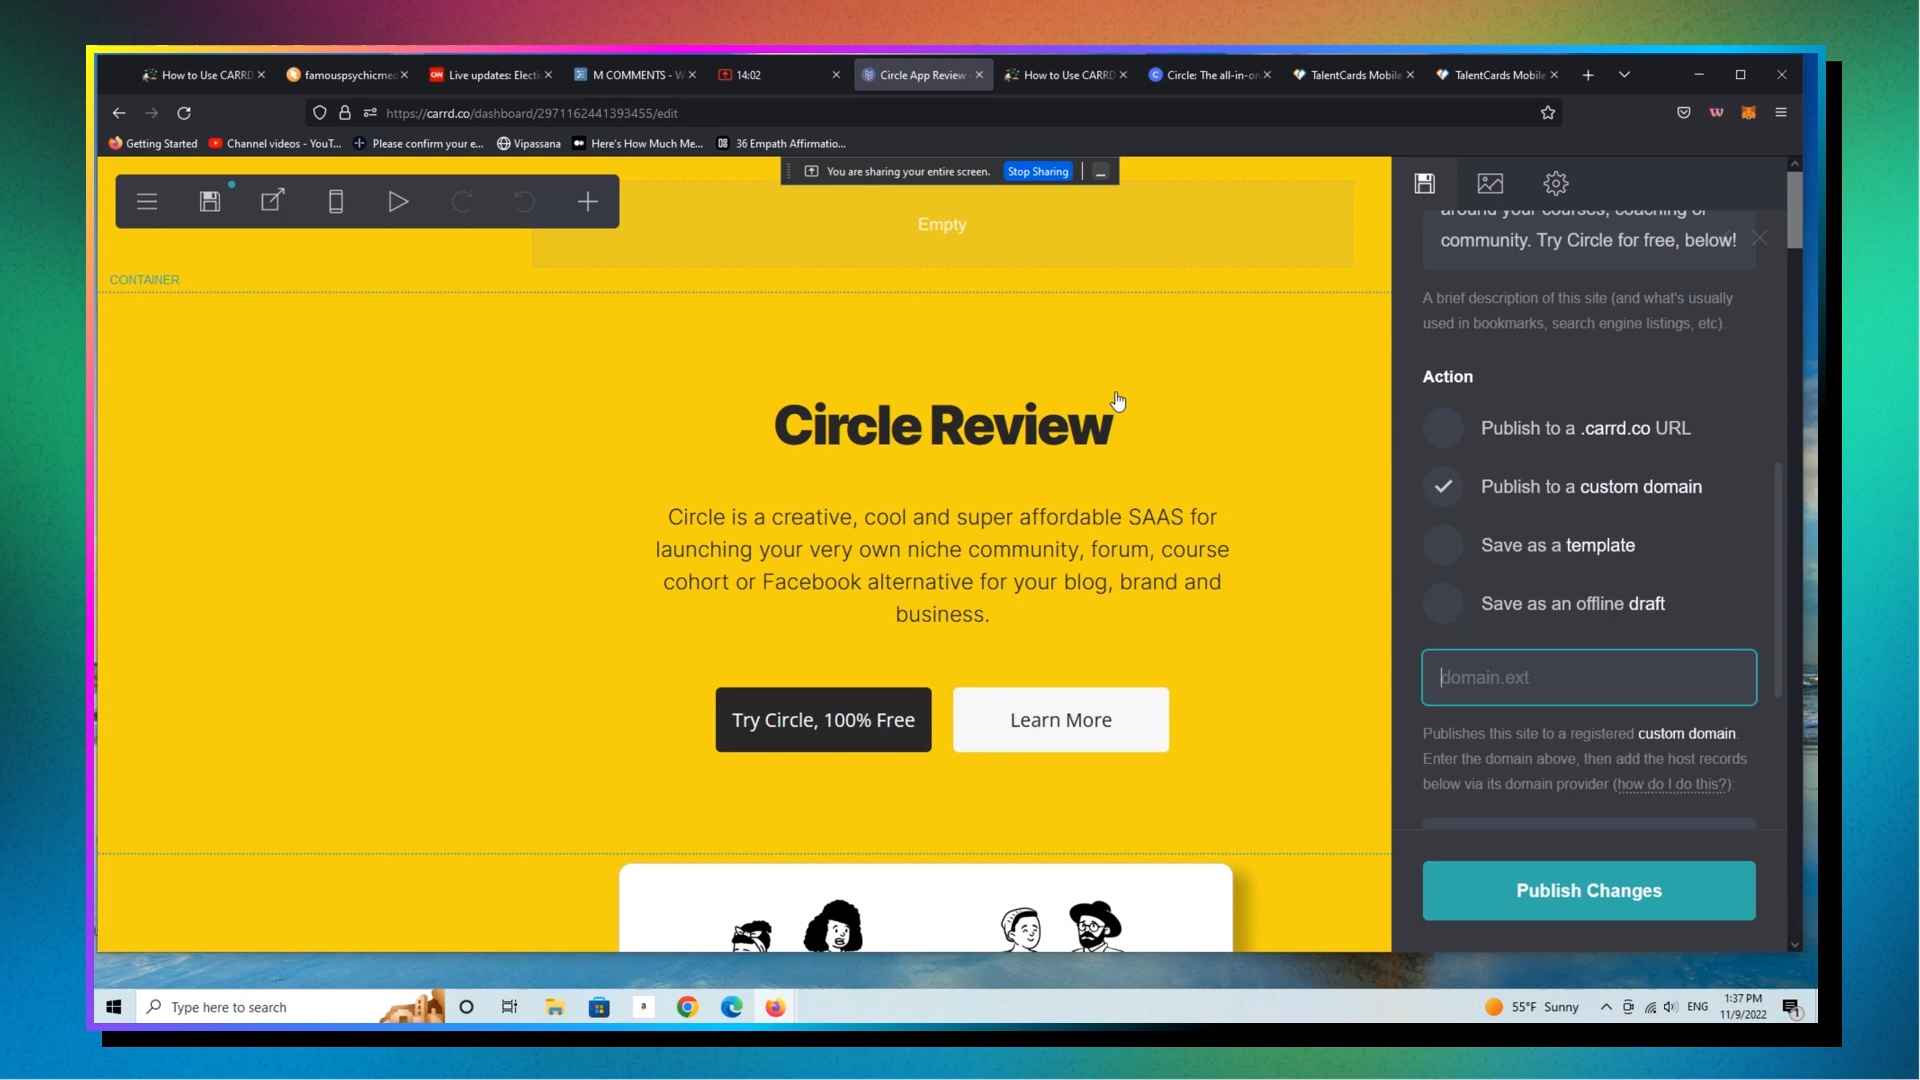 How to Use CARRD
famouspsychicmed
CNN Live updates: Electi
M COMMENTS - W
14:02
Circle App Review -
How to Use CARRD
Circle: The all-in-on
TalentCards Mobile
TalentCards Mobile
https://carrd.co/dashboard/2971162441393455/edit
Getting Started
Channel videos - YouT...
Please confirm your e...
Vipassana
Here's How Much Me...
36 Empath Affirmatio...
You are sharing your entire screen.
Stop Sharing
Empty
CONTAINER
Circle Review
Circle is a creative, cool and super affordable SAAS for
launching your very own niche community, forum, course
cohort or Facebook alternative for your blog, brand and
business.
Try Circle, 100% Free
Learn More
around your courses, coaching or
community. Try Circle for free, below!
A brief description of this site (and what's usually
used in bookmarks, search engine listings, etc).
Action
Publish to a .carrd.co URL
Publish to a custom domain
Save as a template
Save as an offline draft
domain.ext
Publishes this site to a registered custom domain.
Enter the domain above, then add the host records
below via its domain provider (how do I do this?):
Publish Changes
Type here to search
a
55°F Sunny
ENG
1:37 PM
11/9/2022
1